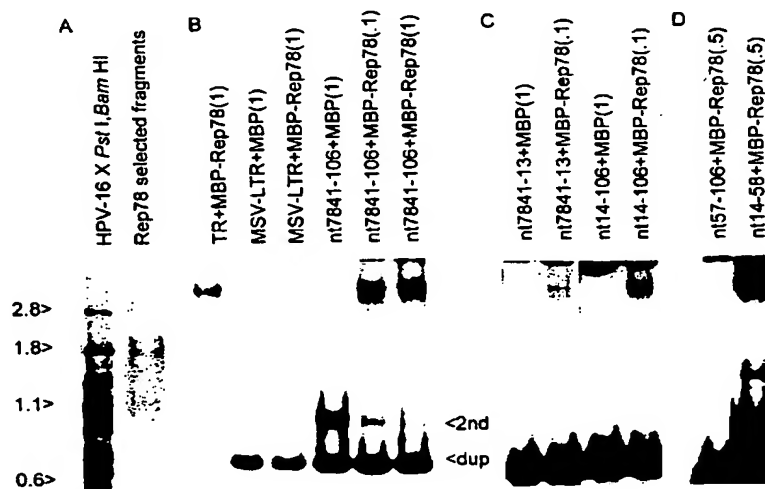 A
HPV-16 X Pst I,Bam HI
Rep78 selected fragments
2.8>
1.8>
1.1>
0.6>
B
TR+MBP-Rep78(1)
MSV-LTR+MBP(1)
MSV-LTR+MBP-Rep78(1)
nt7841-106+MBP(1)
nt7841-106+MBP-Rep78(.1)
nt7841-106+MBP-Rep78(1)
<2nd
<dup
C
nt7841-13+MBP(1)
nt7841-13+MBP-Rep78(.1)
nt14-106+MBP(1)
nt14-106+MBP-Rep78(.1)
D
nt57-106+MBP-Rep78(.5)
nt14-58+MBP-Rep78(.5)